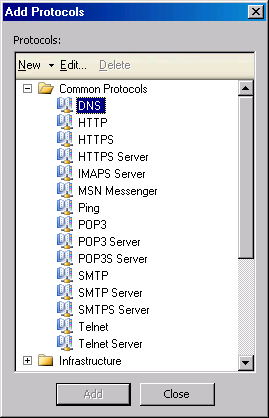 Add Protocols
Protocols:
New Edit... Delete
Common Protocols
DNS
HTTP
HTTPS
HTTPS Server
IMAPS Server
MSN Messenger
Ping
POP3
POP3 Server
POP3S Server
SMTP
SMTP Server
SMTPS Server
Telnet
Telnet Server
Infrastructure
Add Close